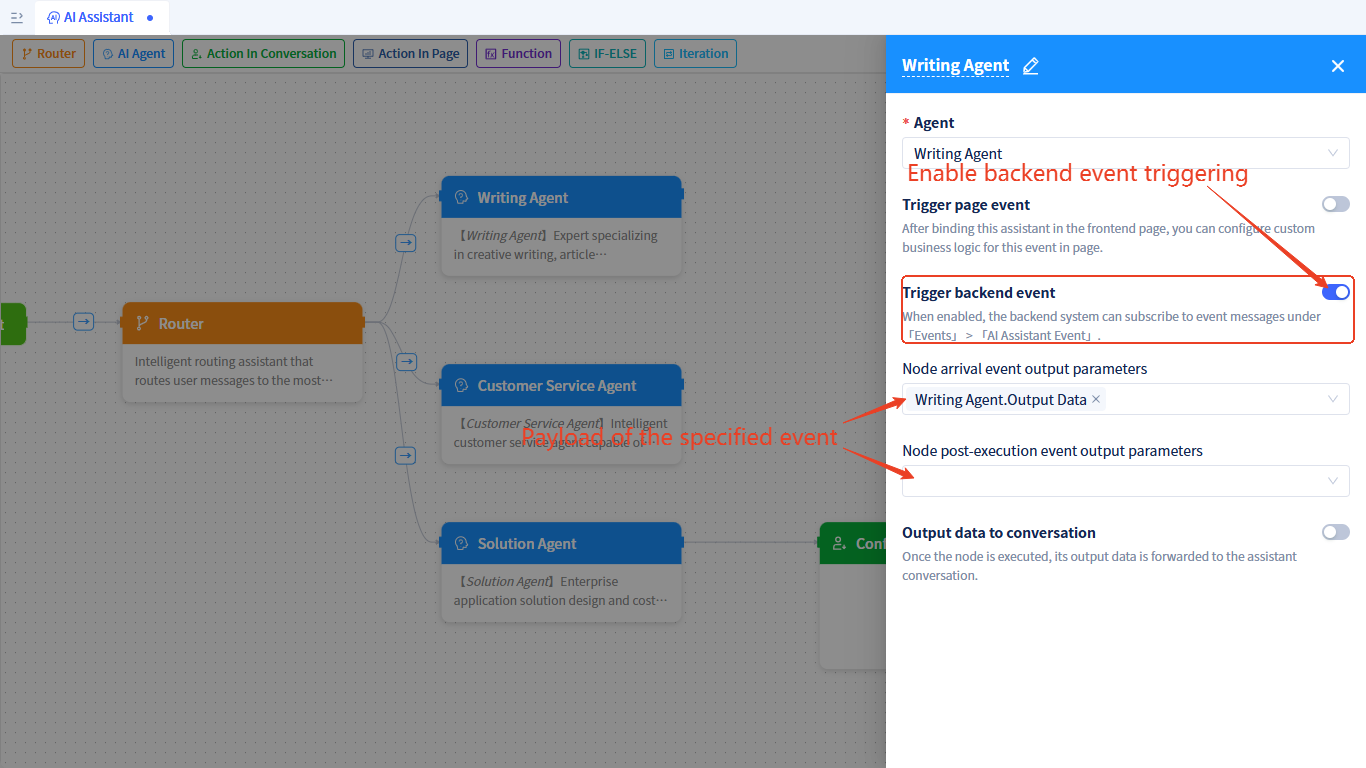 AI Assistant
Router
AI Agent
Action In Conversation
Action In Page
Function
IF-ELSE
Iteration
Writing Agent
* Agent
Writing Agent
Enable backend event triggering
Trigger page event
After binding this assistant in the frontend page, you can configure custom
business logic for this event in page.
Trigger backend event
When enabled, the backend system can subscribe to event messages under
「Events」 > 「AI Assistant Event」.
Node arrival event output parameters
Writing Agent.Output Data ×
Payload of the specified event
Node post-execution event output parameters
Output data to conversation
Once the node is executed, its output data is forwarded to the assistant
conversation.
t
Router
Intelligent routing assistant that
routes user messages to the most···
Writing Agent
【Writing Agent】Expert specializing
in creative writing, article···
Customer Service Agent
【Customer Service Agent】Intelligent
customer service agent capable of···
Solution Agent
【Solution Agent】Enterprise
application solution design and cost···
Conf